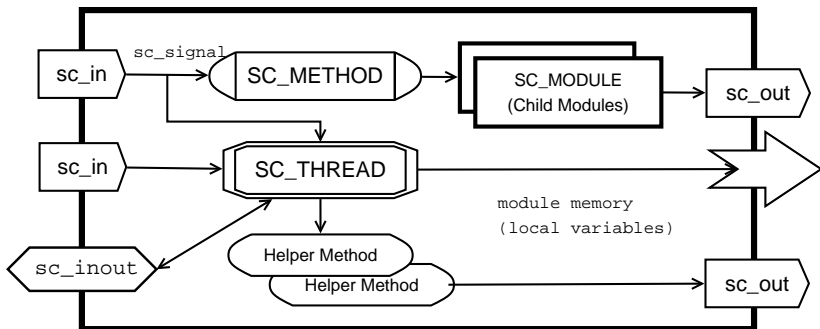 sc_signal
sc_in
SC_METHOD
SC_MODULE
(Child Modules)
sc_out
sc_in
SC_THREAD
module memory
(local variables)
sc_inout
Helper Method
Helper Method
sc_out